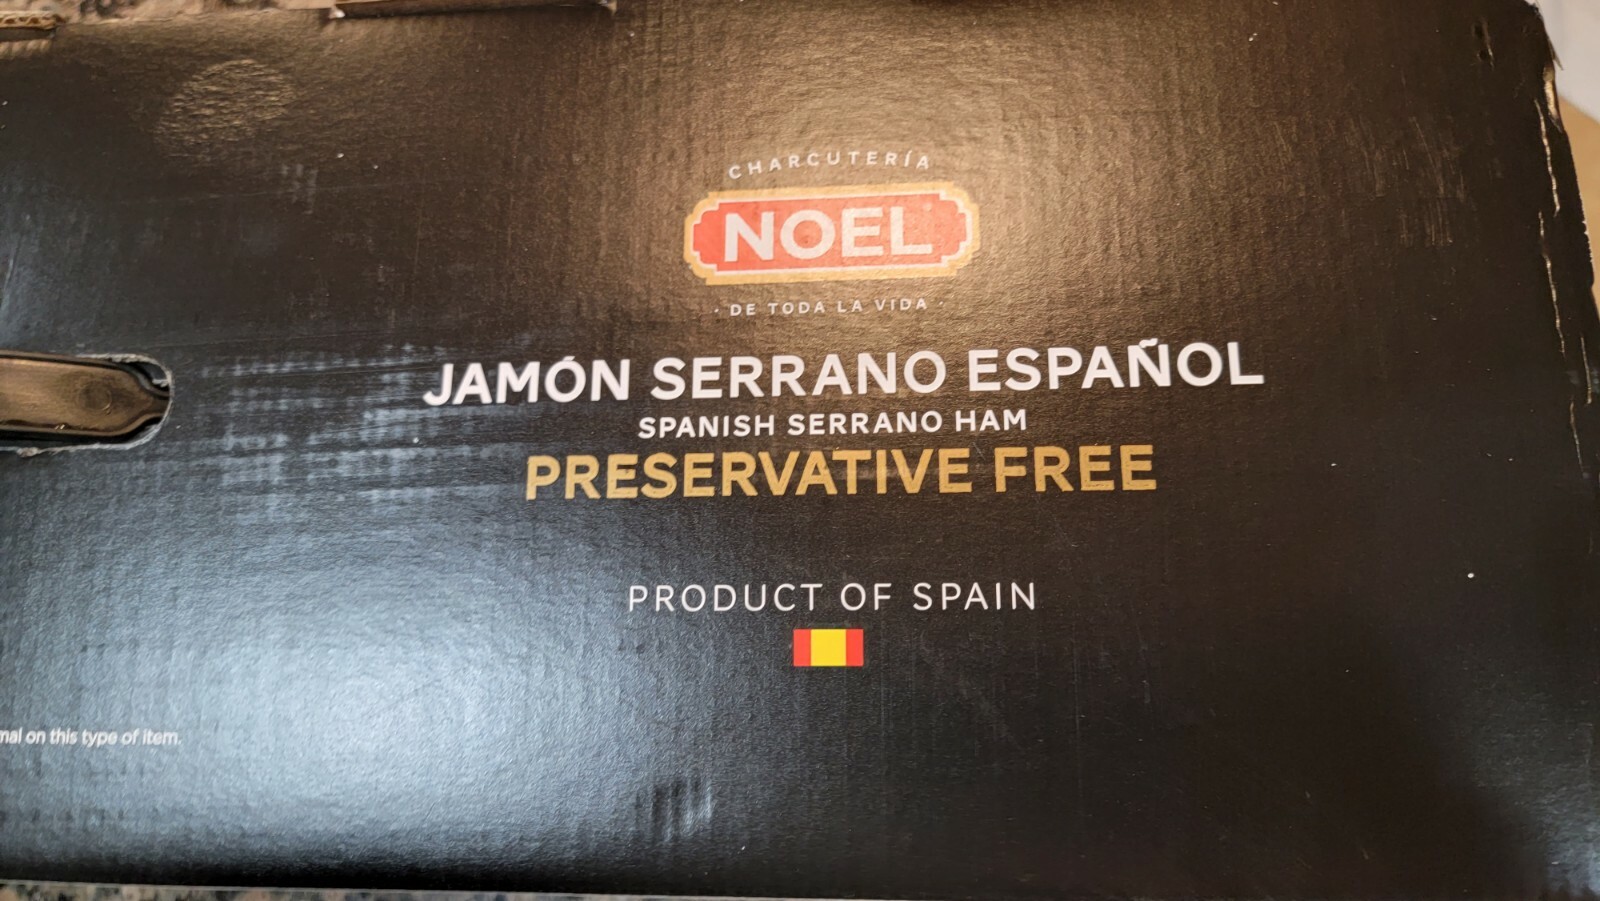 CHARCUTERÍA
NOEL
· DE TODA LA VIDA ·
JAMÓN SERRANO ESPAÑOL
SPANISH SERRANO HAM
PRESERVATIVE FREE
PRODUCT OF SPAIN
on this type of item.